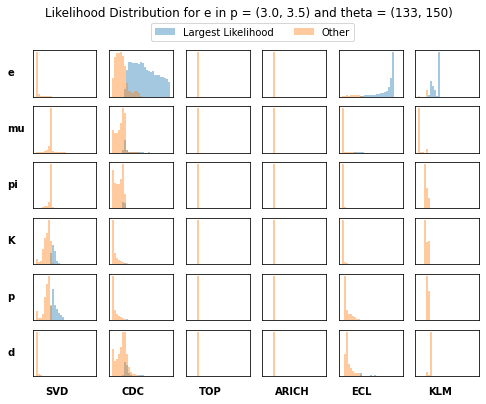 Likelihood Distribution for e in p = (3.0, 3.5) and theta = (133, 150)
Largest Likelihood Other
e
mu
pi
K
p
d
SVD CDC TOP ARICH ECL KLM